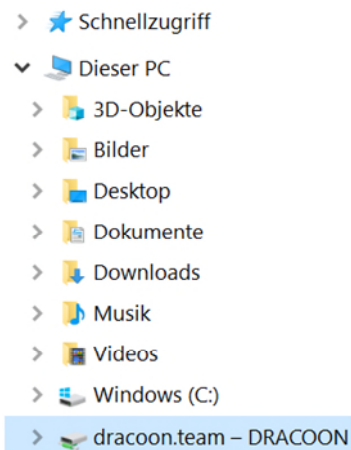 Schnellzugriff
Dieser PC
3D-Objekte
Bilder
Desktop
Dokumente
Downloads
Musik
Videos
Windows (C:)
dracoon.team – DRACOON